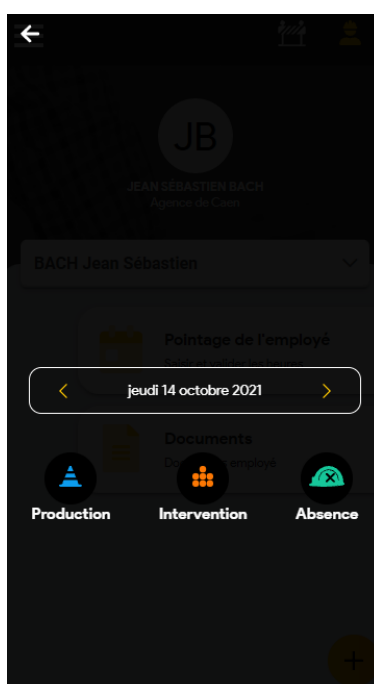 JB
JEAN SÉBASTIEN BACH
Agence de Caen
BACH Jean Sébastien
Pointage de l'employé
Saisir et valider les heures
jeudi 14 octobre 2021
Documents
employé
Production
Intervention
Absence